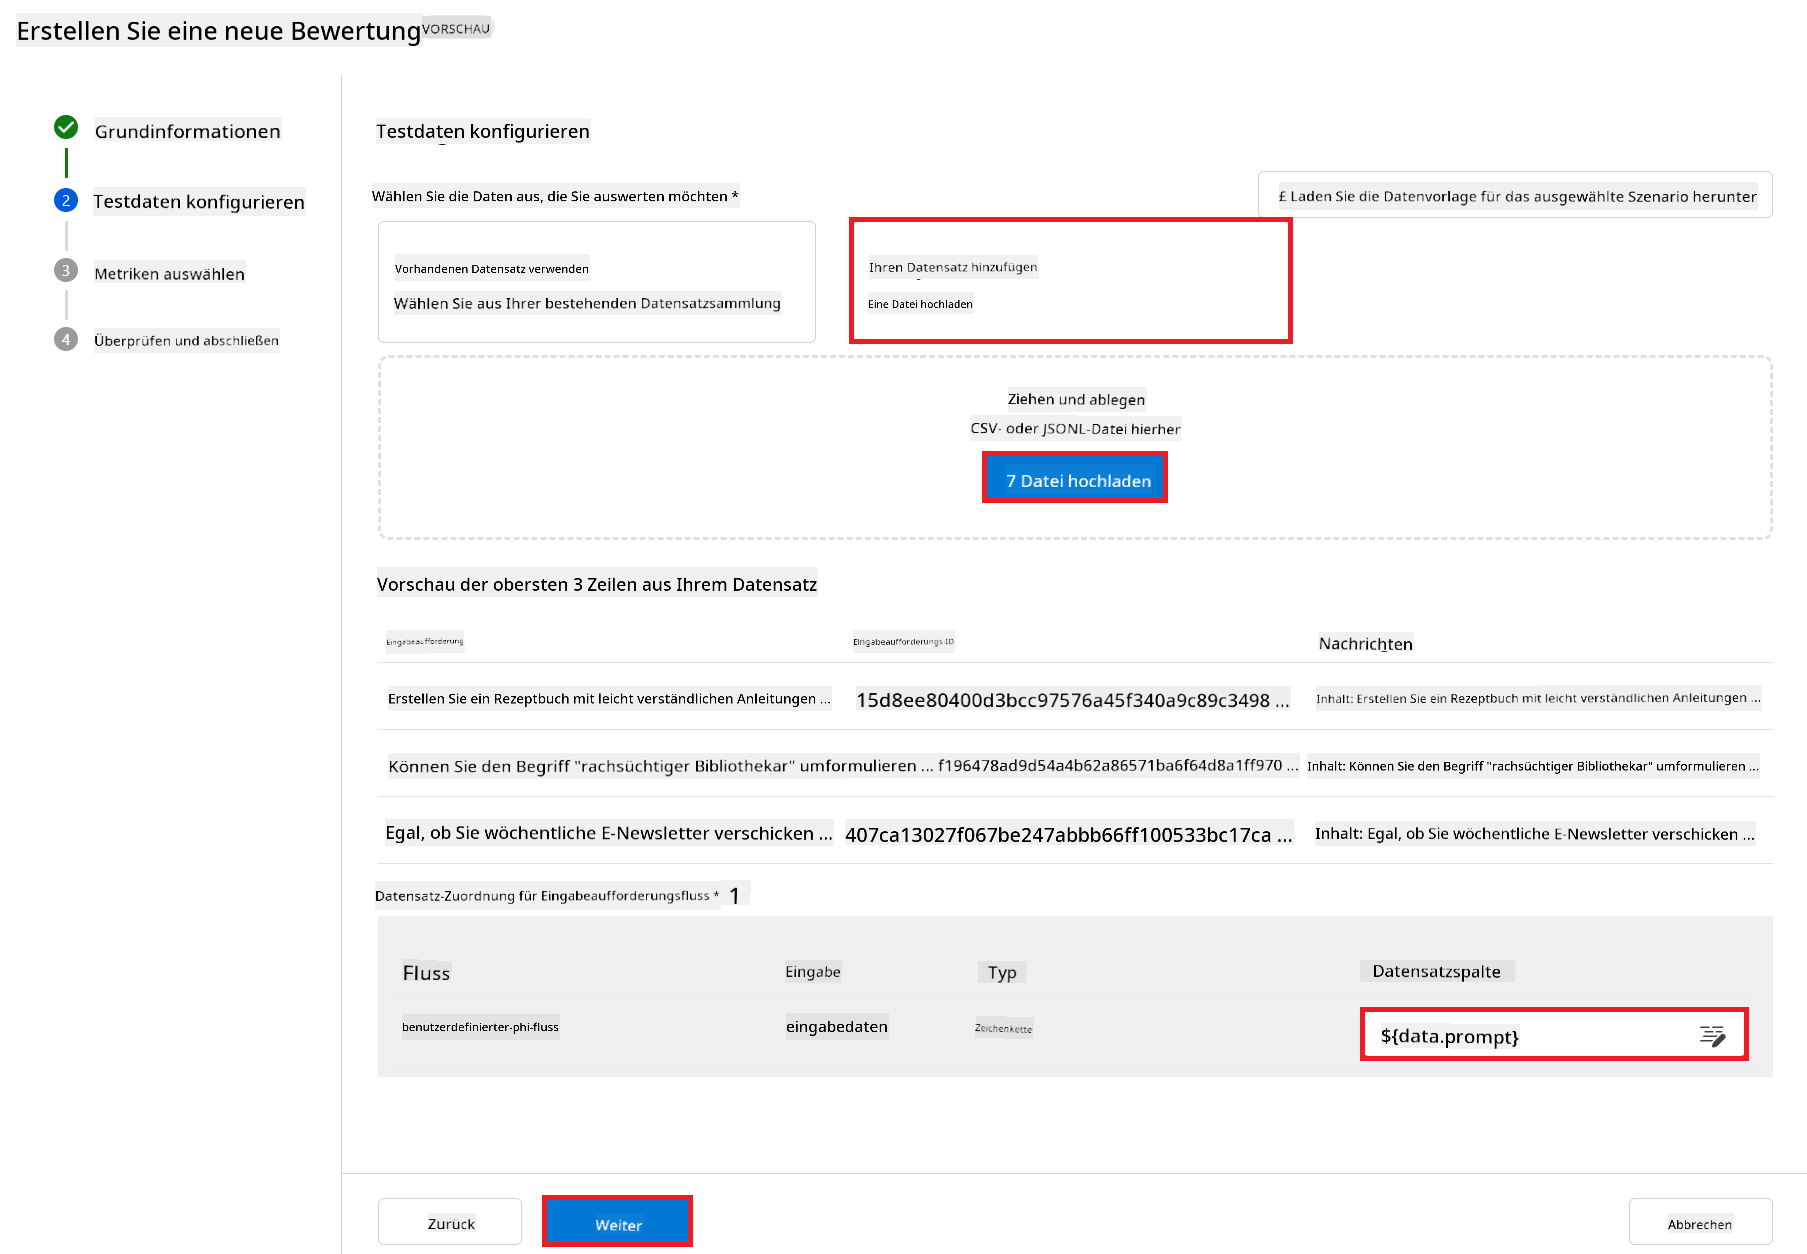 Erstellen Sie eine neue Bewertung VORSCHAU
Grundinformationen
2 Testdaten konfigurieren
3 Metriken auswählen
4 Überprüfen und abschließen
Testdaten konfigurieren
Wählen Sie die Daten aus, die Sie auswerten möchten *
£ Laden Sie die Datenvorlage für das ausgewählte Szenario herunter
Vorhandenen Datensatz verwenden
Wählen Sie aus Ihrer bestehenden Datensatzsammlung
Ihren Datensatz hinzufügen
Eine Datei hochladen
Ziehen und ablegen
CSV- oder JSONL-Datei hierher
7 Datei hochladen
Vorschau der obersten 3 Zeilen aus Ihrem Datensatz
Eingabeaufforderung Eingabeaufforderungs-ID Nachrichten
Erstellen Sie ein Rezeptbuch mit leicht verständlichen Anleitungen ... 15d8ee80400d3bcc97576a45f340a9c89c3498 ... Inhalt: Erstellen Sie ein Rezeptbuch mit leicht verständlichen Anleitungen ...
Können Sie den Begriff "rachsüchtiger Bibliothekar" umformulieren ... f196478ad9d54a4b62a86571ba6f64d8a1ff970 ... Inhalt: Können Sie den Begriff "rachsüchtiger Bibliothekar" umformulieren ...
Egal, ob Sie wöchentliche E-Newsletter verschicken ... 407ca13027f067be247abbb66ff100533bc17ca ... Inhalt: Egal, ob Sie wöchentliche E-Newsletter verschicken ...
Datensatz-Zuordnung für Eingabeaufforderungsfluss * 1
Fluss Eingabe Typ Datensatzspalte
benutzerdefinierter-phi-fluss eingabedaten Zeichenkette ${data.prompt}
Zurück Weiter Abbrechen